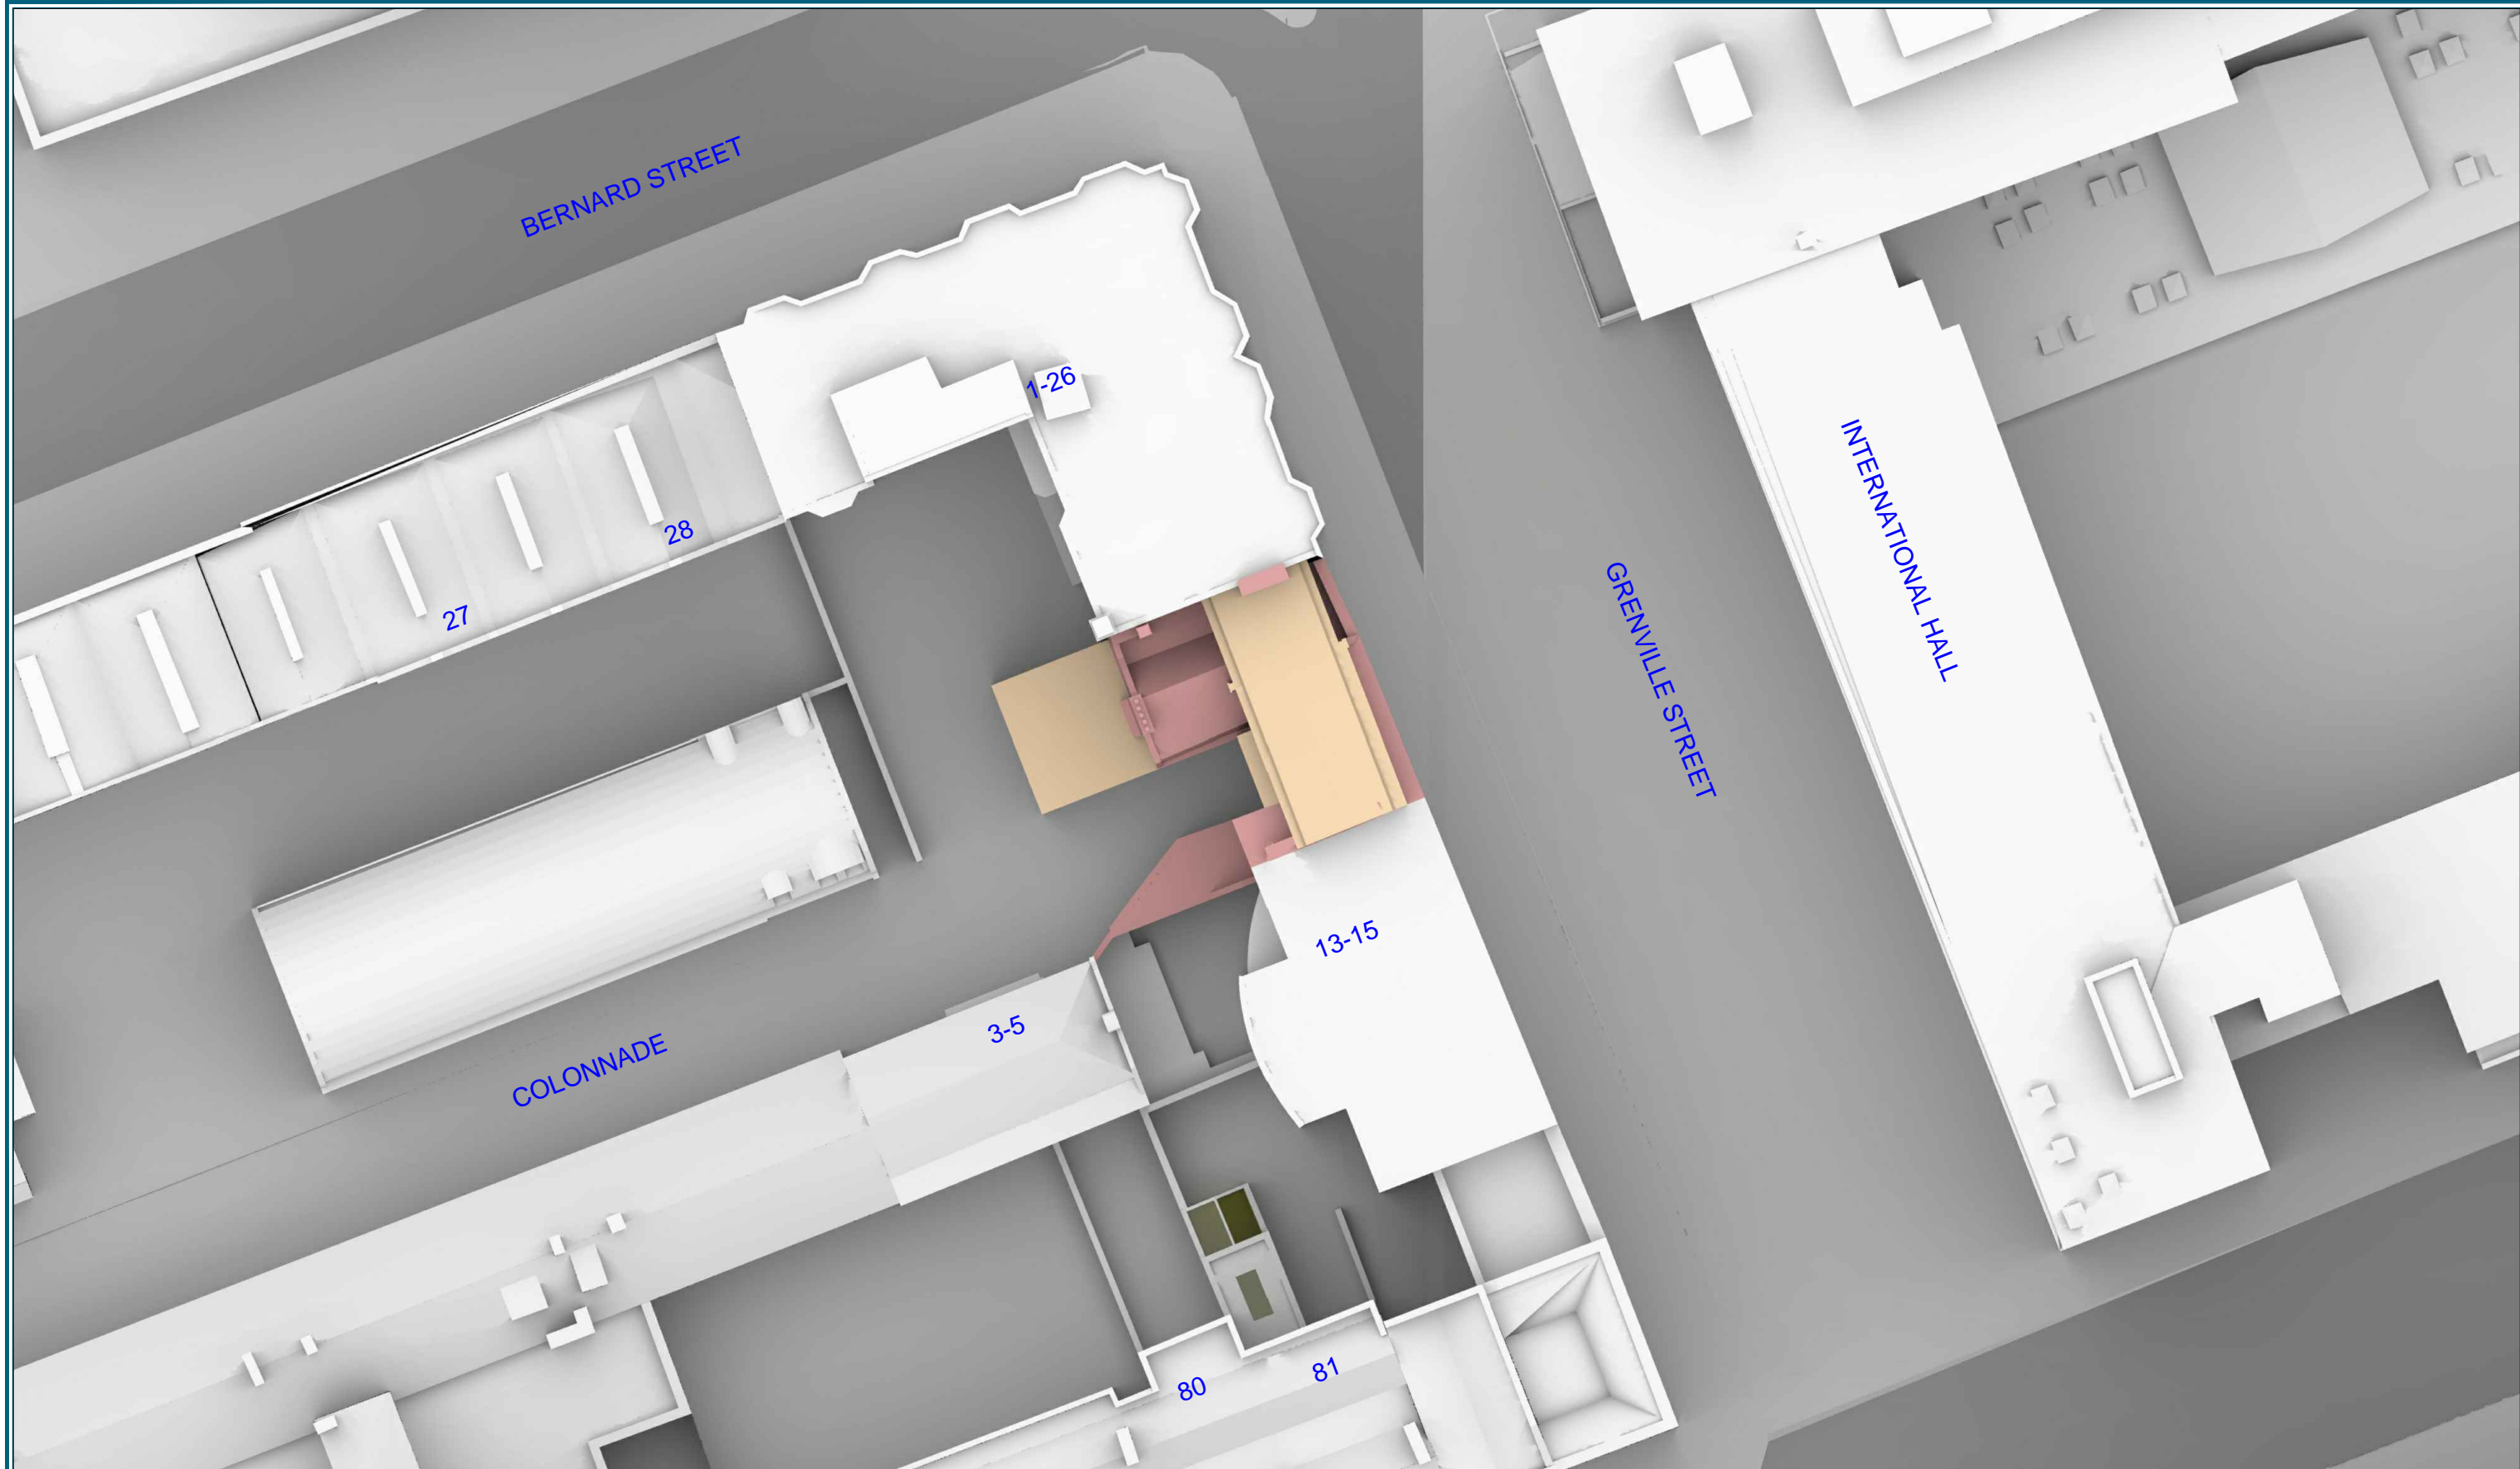 BERNARD STREET
1-26
28
27
INTERNATIONAL HALL
GRENVILLE STREET
13-15
3-5
COLONNADE
81
80